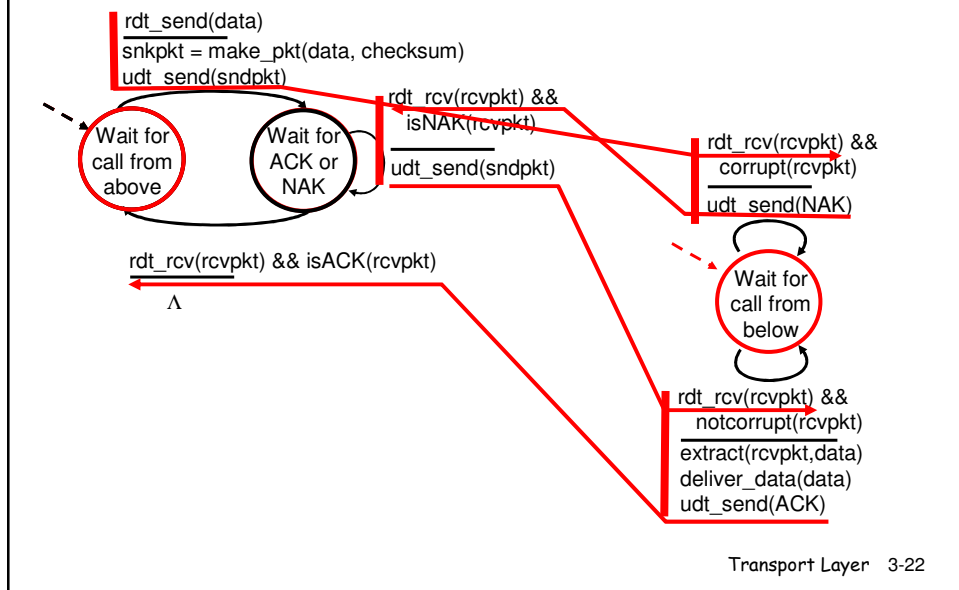 rdt_send(data)
snkpkt = make_pkt(data, checksum)
udt_send(sndpkt)
Wait for
call from
above
Wait for
ACK or
NAK
rdt_rcv(rcvpkt) &&
isNAK(rcvpkt)
udt_send(sndpkt)
rdt_rcv(rcvpkt) && isACK(rcvpkt)
Λ
rdt_rcv(rcvpkt) &&
corrupt(rcvpkt)
udt_send(NAK)
Wait for
call from
below
rdt_rcv(rcvpkt) &&
notcorrupt(rcvpkt)
extract(rcvpkt,data)
deliver_data(data)
udt_send(ACK)
Transport Layer 3-22